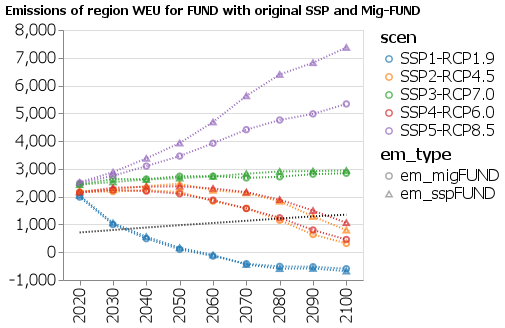 Emissions of region WEU for FUND with original SSP and Mig-FUND
8,000
7,000
6,000
5,000
4,000
3,000
2,000
1,000
0
-1,000
2020
2030
2040
2050
2060
2070
2080
2090
2100
scen
SSP1-RCP1.9
SSP2-RCP4.5
SSP3-RCP7.0
SSP4-RCP6.0
SSP5-RCP8.5
em_type
em_migFUND
em_sspFUND